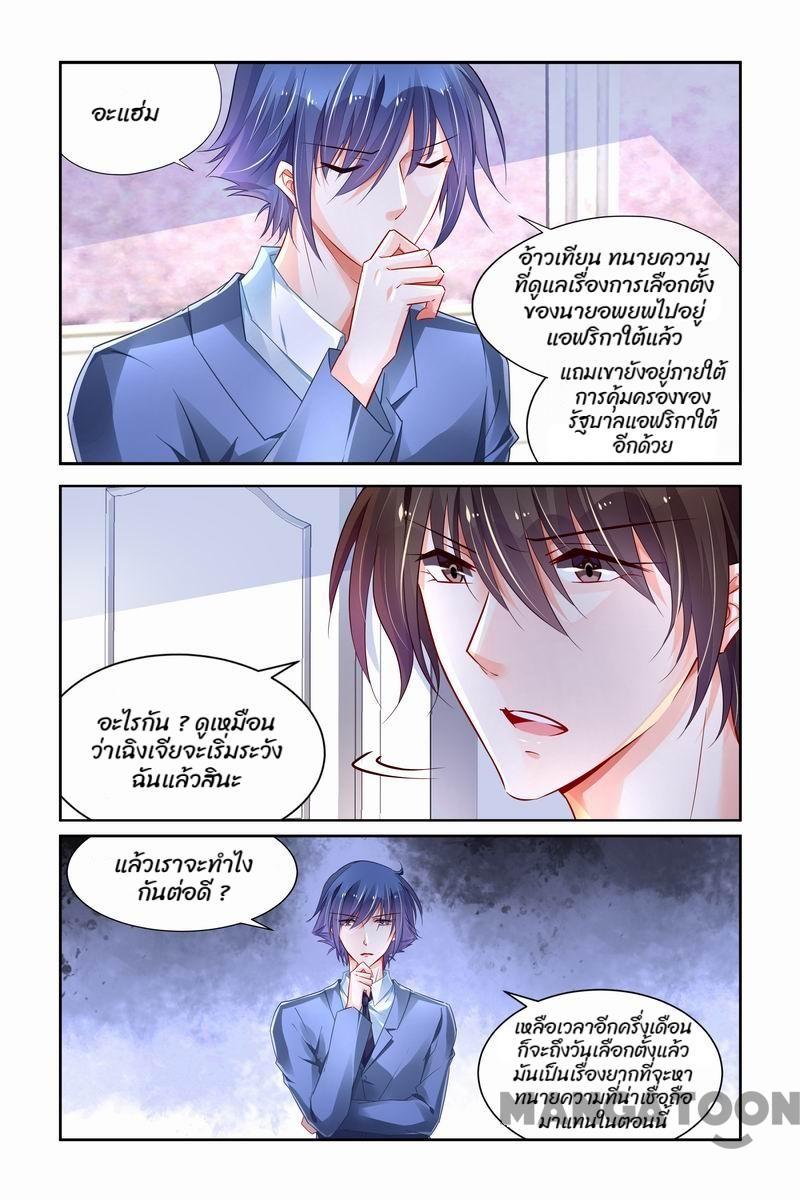 อะแฮ่ม
อ้าวเทียน ทนายความ
ที่ดูแลเรื่องการเลือกตั้ง
ของนายอพยพไปอยู่
แอฟริกาใต้แล้ว
แถมเขายังอยู่ภายใต้
การคุ้มครองของ
รัฐบาลแอฟริกาใต้
อีกด้วย
อะไรกัน ? ดูเหมือน
ว่าเฉิงเจียจะเริ่มระวัง
ฉันแล้วสินะ
แล้วเราจะทำไง
กันต่อดี ?
เหลือเวลาอีกครึ่งเดือน
ก็จะถึงวันเลือกตั้งแล้ว
มันเป็นเรื่องยากที่จะหา
ทนายความที่น่าเชื่อถือ
มาแทนในตอนนี้
MANGATOON